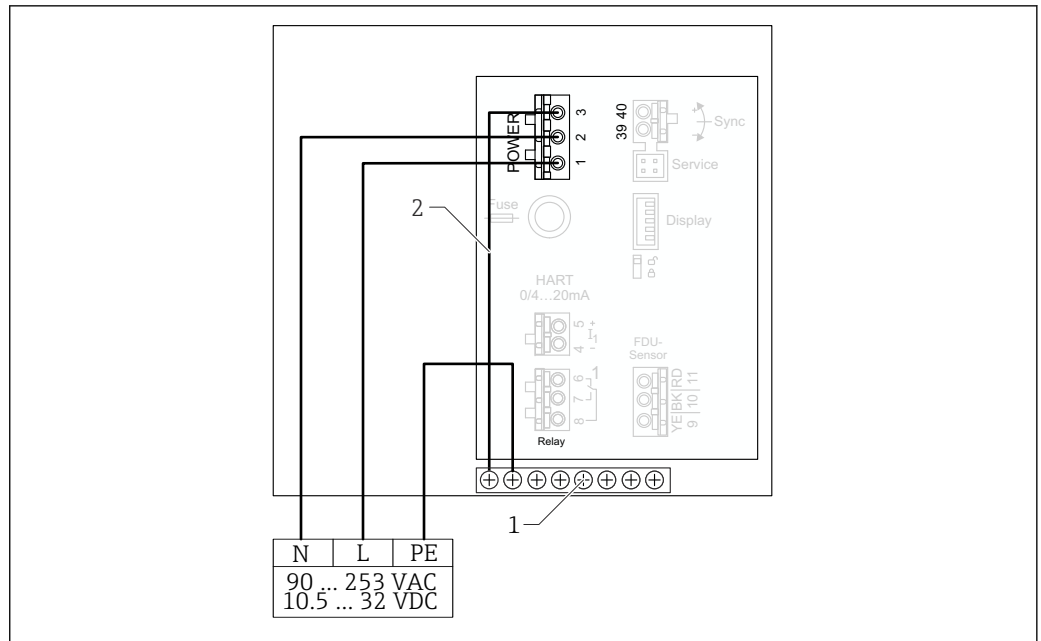 POWER
3
2
1
39 40
+
Sync
-
Service
Fuse
Display
2
HART
0/4...20mA
5 +
I1
4 -
FDU-
Sensor
6 1
7
8
Relay
RD 11
BK 10
YE 9
1
N L PE
90 ... 253 VAC
10.5 ... 32 VDC